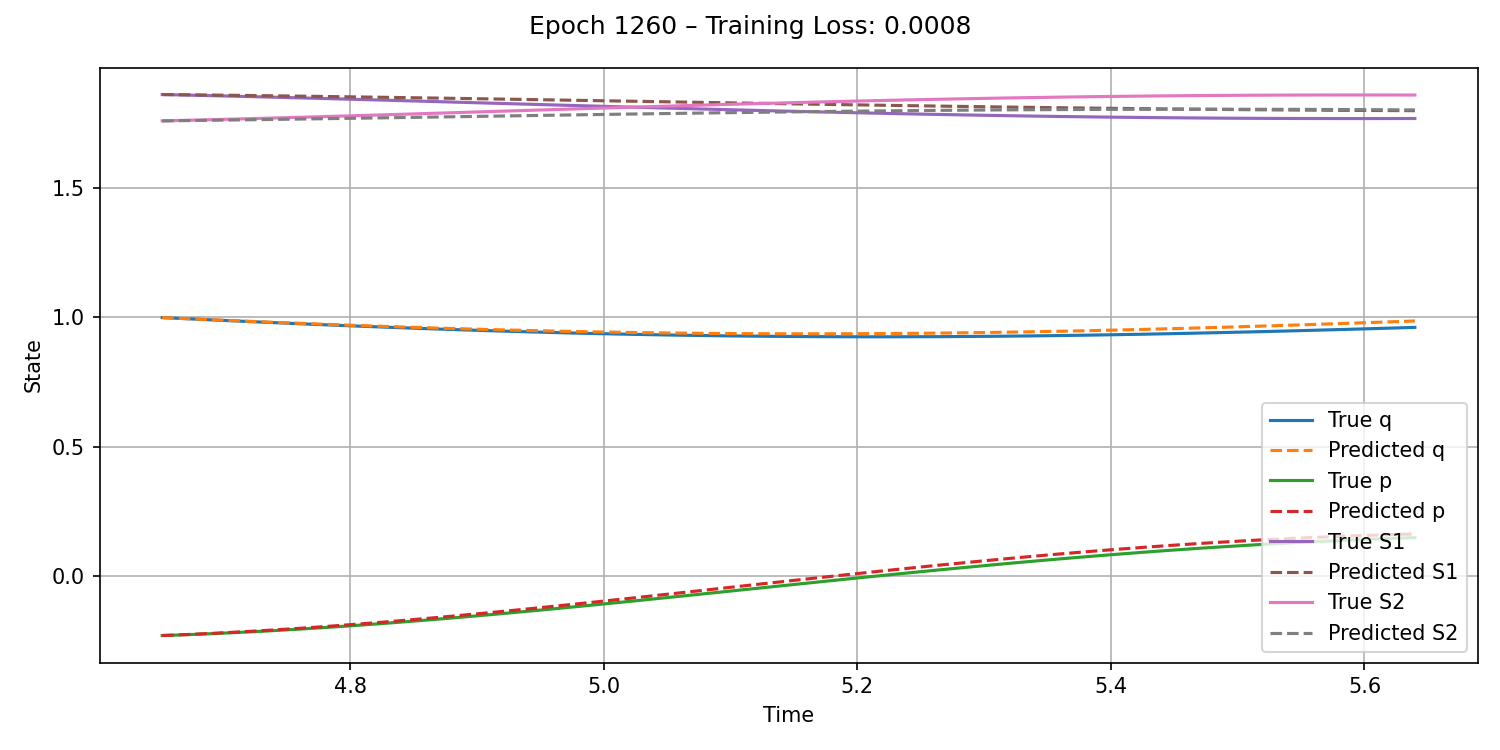 Epoch 1260 – Training Loss: 0.0008
State
1.5
1.0
0.5
0.0
4.8
5.0
5.2
5.4
5.6
Time
True q
Predicted q
True p
Predicted p
True S1
Predicted S1
True S2
Predicted S2